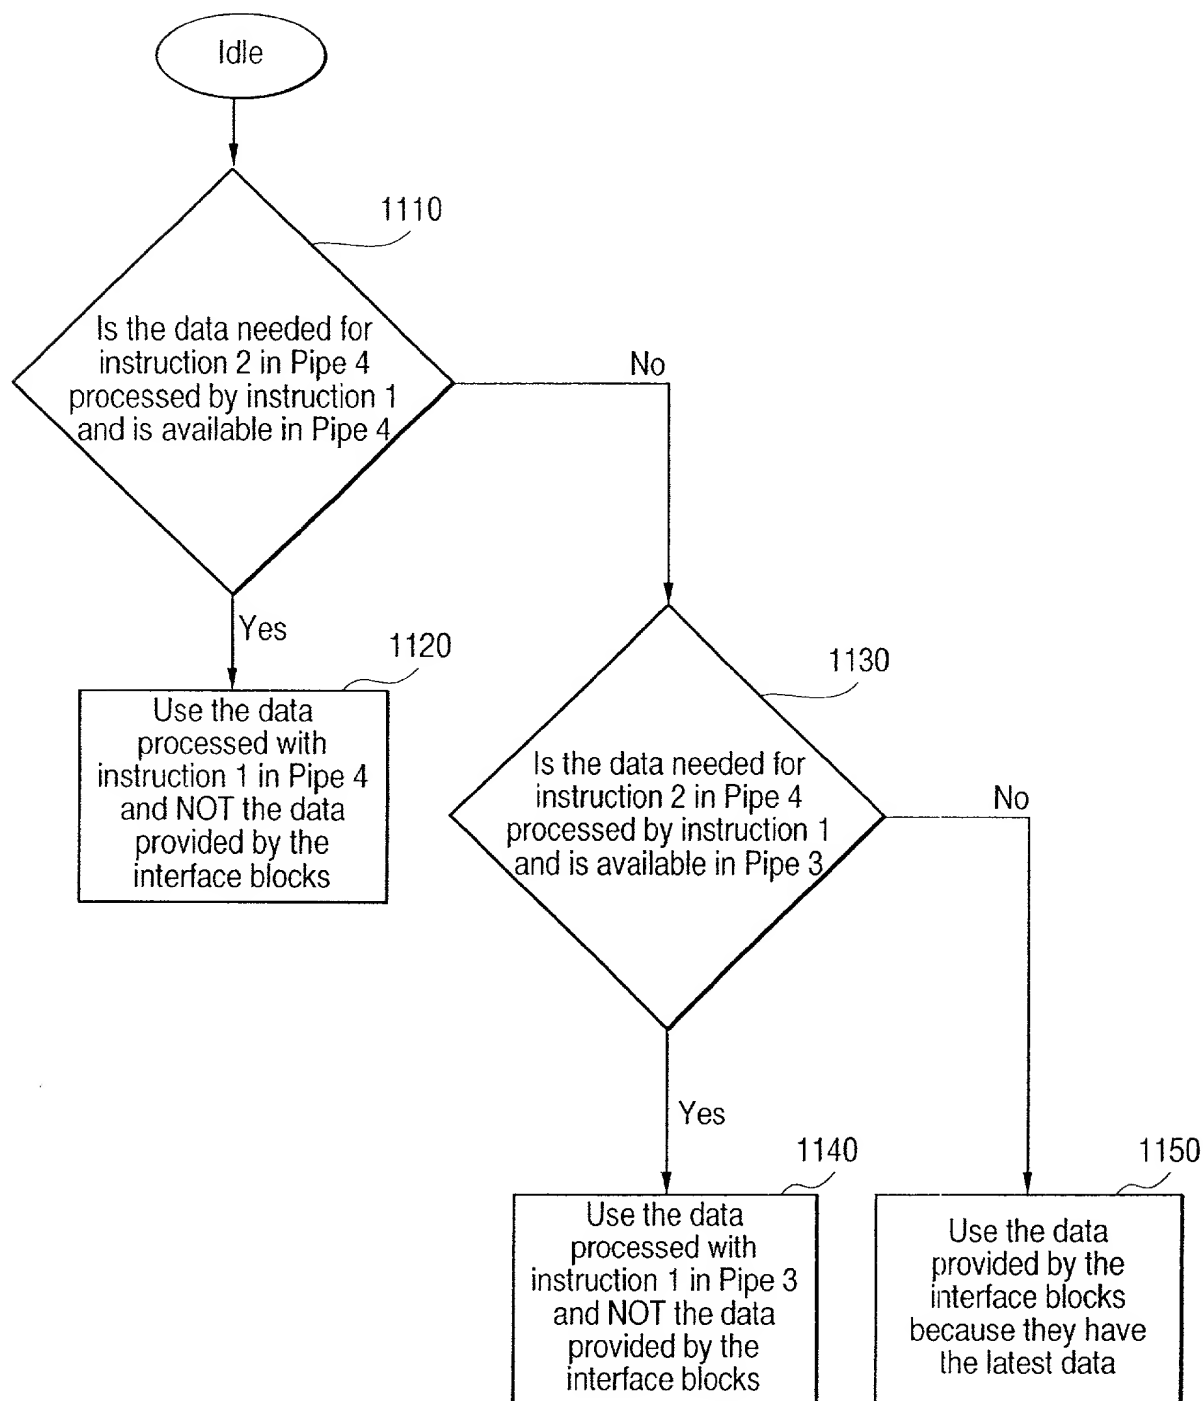 Idle
1110
Is the data needed for
instruction 2 in Pipe 4
processed by instruction 1
and is available in Pipe 4
No
Yes
1120
Use the data
processed with
instruction 1 in Pipe 4
and NOT the data
provided by the
interface blocks
1130
Is the data needed for
instruction 2 in Pipe 4
processed by instruction 1
and is available in Pipe 3
No
Yes
1140
Use the data
processed with
instruction 1 in Pipe 3
and NOT the data
provided by the
interface blocks
1150
Use the data
provided by the
interface blocks
because they have
the latest data